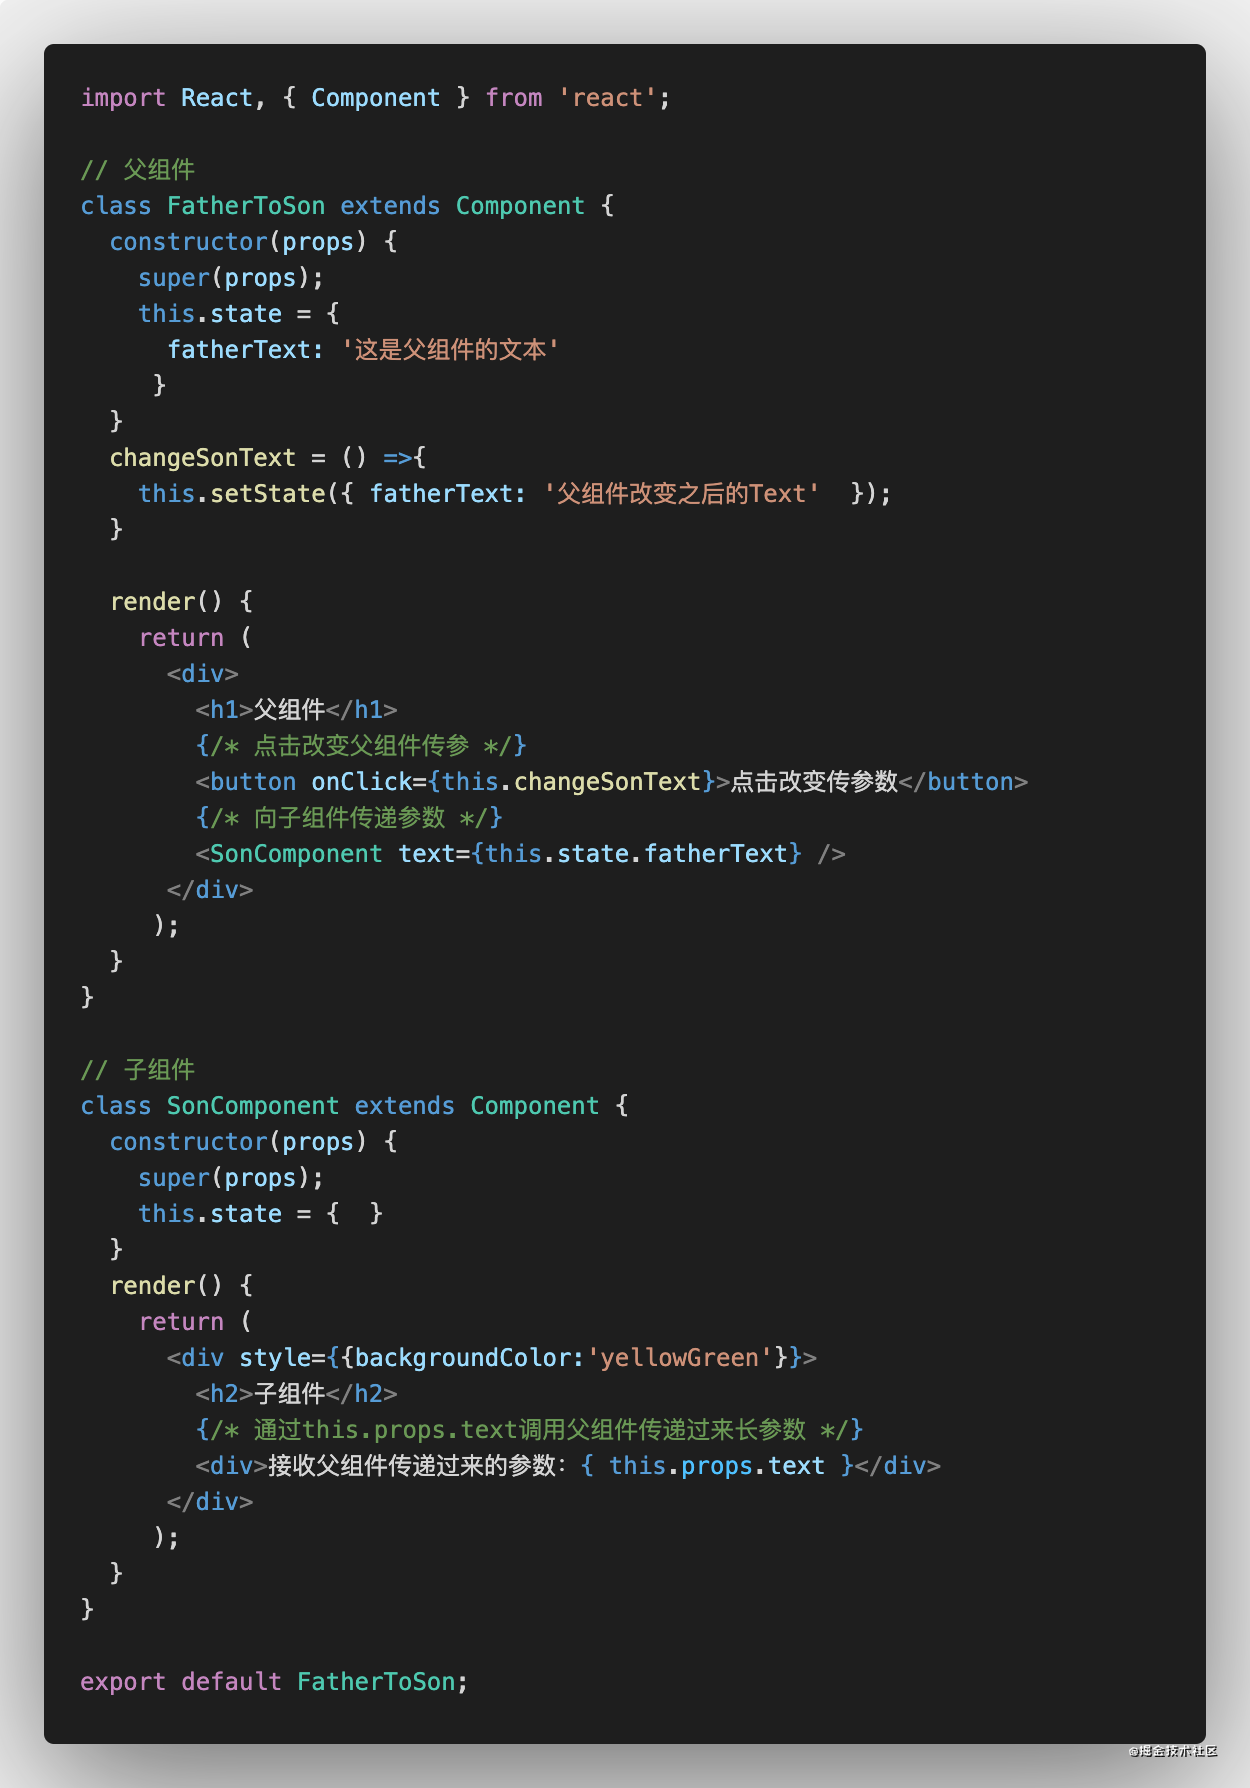 import React, { Component } from 'react';
// 父组件
class FatherToSon extends Component {
constructor(props) {
super(props);
this.state = {
fatherText: '这是父组件的文本'
}
}
changeSonText = () =>{
this.setState({ fatherText: '父组件改变之后的Text'  });
}
render() {
return (
<div>
<h1>父组件</h1>
{/* 点击改变父组件传参 */}
<button onClick={this.changeSonText}>点击改变传参数</button>
{/* 向子组件传递参数 */}
<SonComponent text={this.state.fatherText} />
</div>
);
}
}
// 子组件
class SonComponent extends Component {
constructor(props) {
super(props);
this.state = {  }
}
render() {
return (
<div style={{backgroundColor:'yellowGreen'}}>
<h2>子组件</h2>
{/* 通过this.props.text调用父组件传递过来长参数 */}
<div>接收父组件传递过来的参数：{ this.props.text }</div>
</div>
);
}
}
export default FatherToSon;
@掘金技术社区